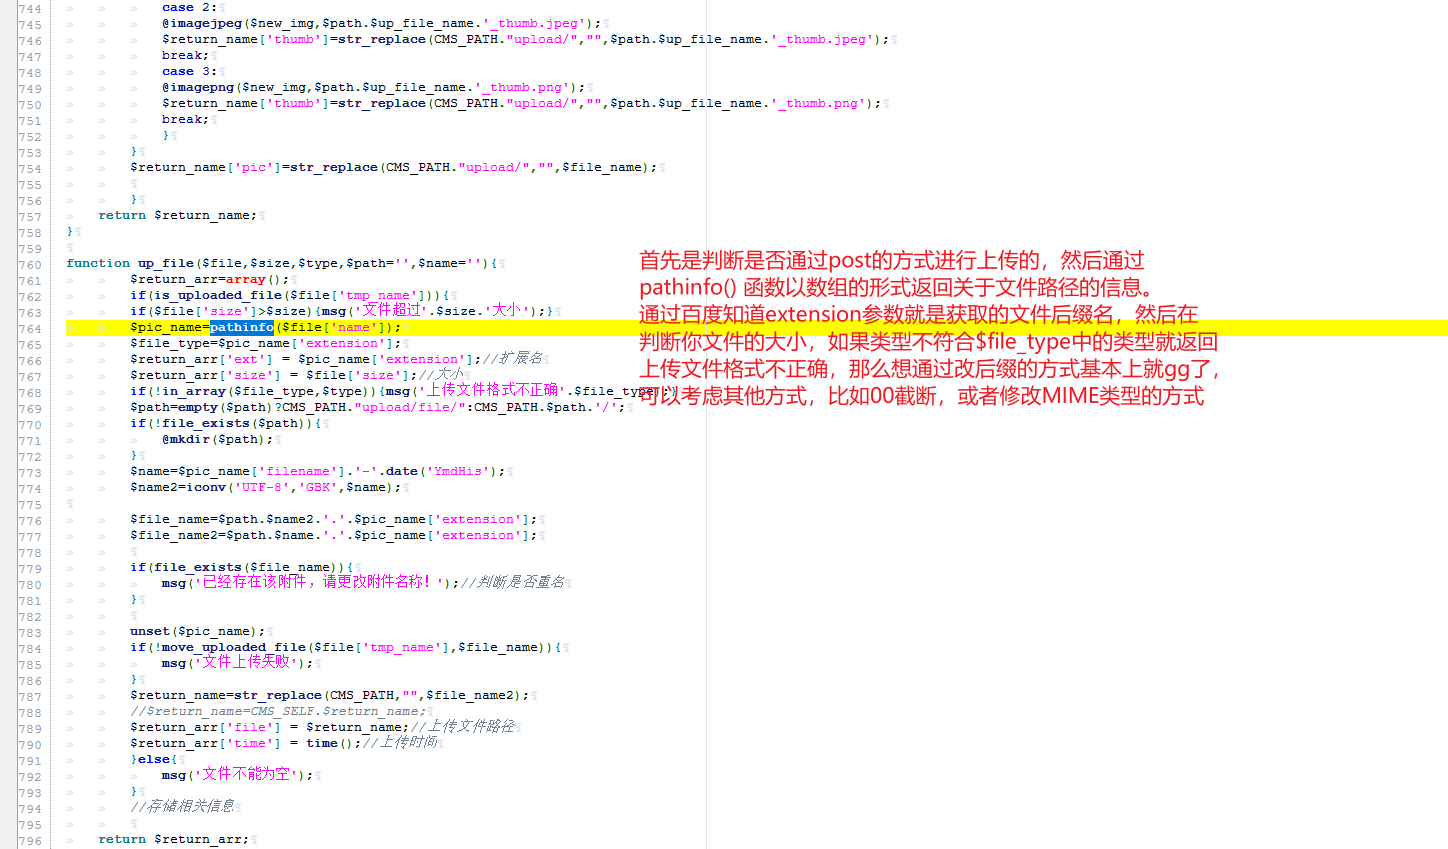 744 case 2:
745 @imagejpeg($new_img,$path.$up_file_name.'_thumb.jpeg');
746 $return_name['thumb']=str_replace(CMS_PATH."upload/","",$path.$up_file_name.'_thumb.jpeg');
747 break;
748 case 3:
749 @imagepng($new_img,$path.$up_file_name.'_thumb.png');
750 $return_name['thumb']=str_replace(CMS_PATH."upload/","",$path.$up_file_name.'_thumb.png');
751 break;
752 }
753 }
754 $return_name['pic']=str_replace(CMS_PATH."upload/","",$file_name);
755
756 }
757 return $return_name;
758 }
759
760 function up_file($file,$size,$type,$path='',$name=''){
761 $return_arr=array();
762 if(is_uploaded_file($file['tmp_name'])){
763 if($file['size']>$size){msg('文件超过'.$size.'大小');}
764 $pic_name=pathinfo($file['name']);
765 $file_type=$pic_name['extension'];
766 $return_arr['ext'] = $pic_name['extension'];//扩展名
767 $return_arr['size'] = $file['size'];//大小
768 if(!in_array($file_type,$type)){msg('上传文件格式不正确'.$file_type);}
769 $path=empty($path)?CMS_PATH."upload/file/":CMS_PATH.$path.'/';
770 if(!file_exists($path)){
771 @mkdir($path);
772 }
773 $name=$pic_name['filename'].'-'.date('YmdHis');
774 $name2=iconv('UTF-8','GBK',$name);
775
776 $file_name=$path.$name2.'.'.$pic_name['extension'];
777 $file_name2=$path.$name.'.'.$pic_name['extension'];
778
779 if(file_exists($file_name)){
780 msg('已经存在该附件，请更改附件名称！');//判断是否重名
781 }
782
783 unset($pic_name);
784 if(!move_uploaded_file($file['tmp_name'],$file_name)){
785 msg('文件上传失败');
786 }
787 $return_name=str_replace(CMS_PATH,"",$file_name2);
788 //$return_name=CMS_SELF.$return_name;
789 $return_arr['file'] = $return_name;//上传文件路径
790 $return_arr['time'] = time();//上传时间
791 }else{
792 msg('文件不能为空');
793 }
794 //存储相关信息
795
796 return $return_arr;
首先是判断是否通过post的方式进行上传的，然后通过
pathinfo() 函数以数组的形式返回关于文件路径的信息。
通过百度知道extension参数就是获取的文件后缀名，然后在
判断你文件的大小，如果类型不符合$file_type中的类型就返回
上传文件格式不正确，那么想通过改后缀的方式基本上就gg了，
可以考虑其他方式，比如00截断，或者修改MIME类型的方式